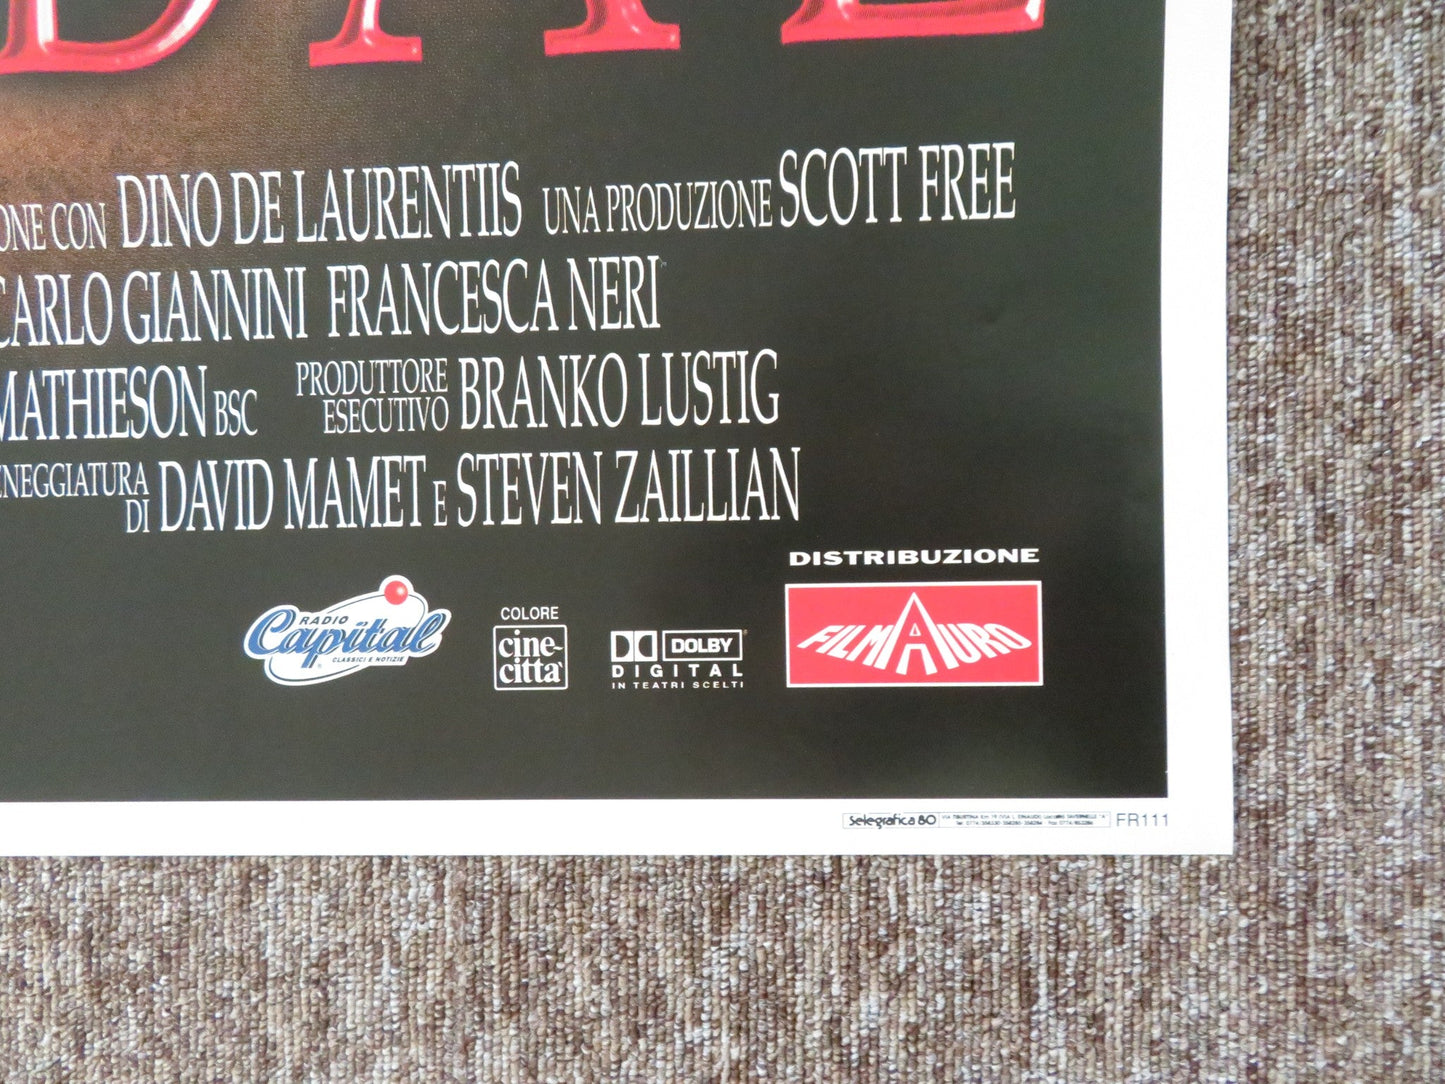 ONE CON DINO DE LAURENTIIS UNA PRODUZIONE SCOTT FREE
CARLO GIANNINI FRANCESCA NERI
MATHIESON BSC PRODUTTORE ESECUTIVO BRANKO LUSTIG
ENEGGIATURA DI DAVID MAMET E STEVEN ZAILLIAN
DISTRIBUZIONE
RADIO
Capital
CLASSICI E NOTIZIE
COLORE
cine-
città
DOLBY
DIGITAL
IN TEATRI SCELTI
FILMAURO
Selegrafica 80
FR111